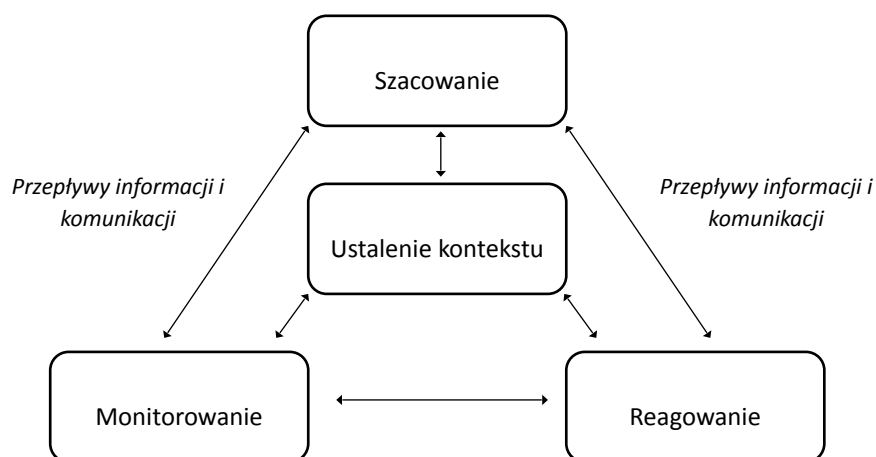 Szacowanie
Przepływy informacji i
komunikacji
Przepływy informacji i
komunikacji
Ustalenie kontekstu
Monitorowanie
Reagowanie